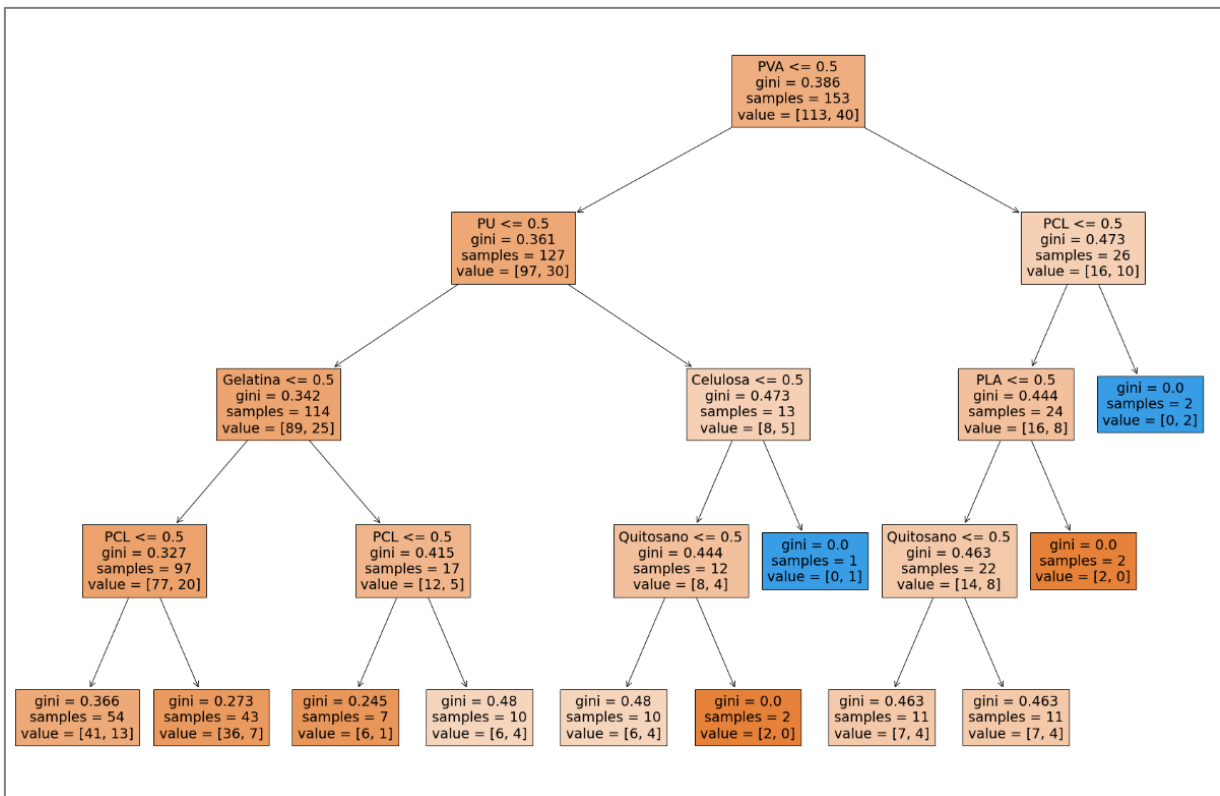 PVA <= 0.5
gini = 0.386
samples = 153
value = [113, 40]
PU <= 0.5
gini = 0.361
samples = 127
value = [97, 30]
PCL <= 0.5
gini = 0.473
samples = 26
value = [16, 10]
Gelatina <= 0.5
gini = 0.342
samples = 114
value = [89, 25]
Celulosa <= 0.5
gini = 0.473
samples = 13
value = [8, 5]
PLA <= 0.5
gini = 0.444
samples = 24
value = [16, 8]
gini = 0.0
samples = 2
value = [0, 2]
PCL <= 0.5
gini = 0.327
samples = 97
value = [77, 20]
PCL <= 0.5
gini = 0.415
samples = 17
value = [12, 5]
Quitosano <= 0.5
gini = 0.444
samples = 12
value = [8, 4]
gini = 0.0
samples = 1
value = [0, 1]
Quitosano <= 0.5
gini = 0.463
samples = 22
value = [14, 8]
gini = 0.0
samples = 2
value = [2, 0]
gini = 0.366
samples = 54
value = [41, 13]
gini = 0.273
samples = 43
value = [36, 7]
gini = 0.245
samples = 7
value = [6, 1]
gini = 0.48
samples = 10
value = [6, 4]
gini = 0.48
samples = 10
value = [6, 4]
gini = 0.0
samples = 2
value = [2, 0]
gini = 0.463
samples = 11
value = [7, 4]
gini = 0.463
samples = 11
value = [7, 4]